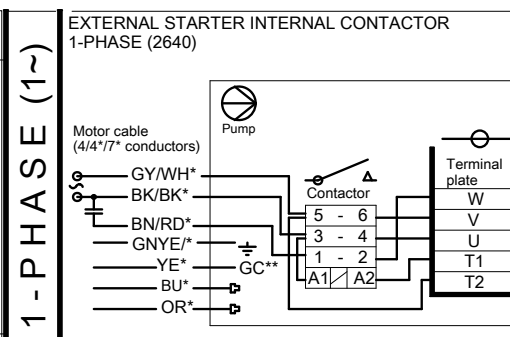 1-PHASE (1~)
EXTERNAL STARTER INTERNAL CONTACTOR
1-PHASE (2640)
Pump
Motor cable
(4/4*/7* conductors)
GY/WH*
BK/BK*
BN/RD*
GNYE/*
YE*
GC**
BU*
OR*
Contactor
5 - 6
3 - 4
1 - 2
A1 A2
Terminal
plate
W
V
U
T1
T2